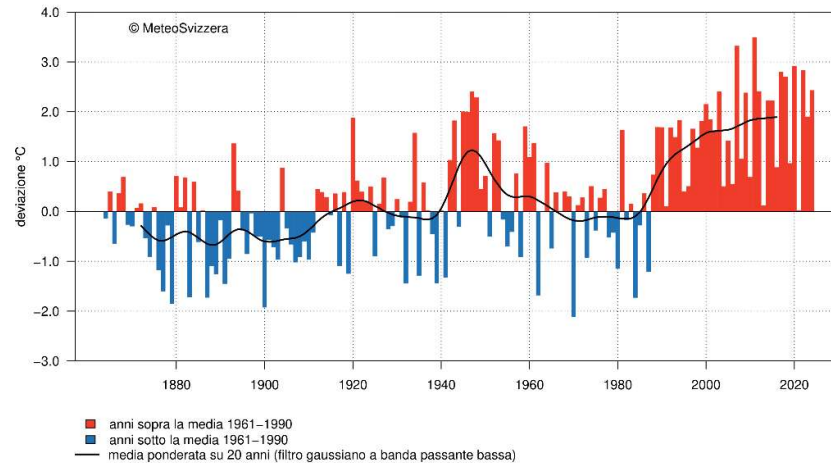 4.0
© MeteoSvizzera
3.0
2.0
1.0
0.0
−1.0
−2.0
−3.0
deviazione °C
1880 1900 1920 1940 1960 1980 2000 2020
anni sopra la media 1961−1990
anni sotto la media 1961−1990
media ponderata su 20 anni (filtro gaussiano a banda passante bassa)